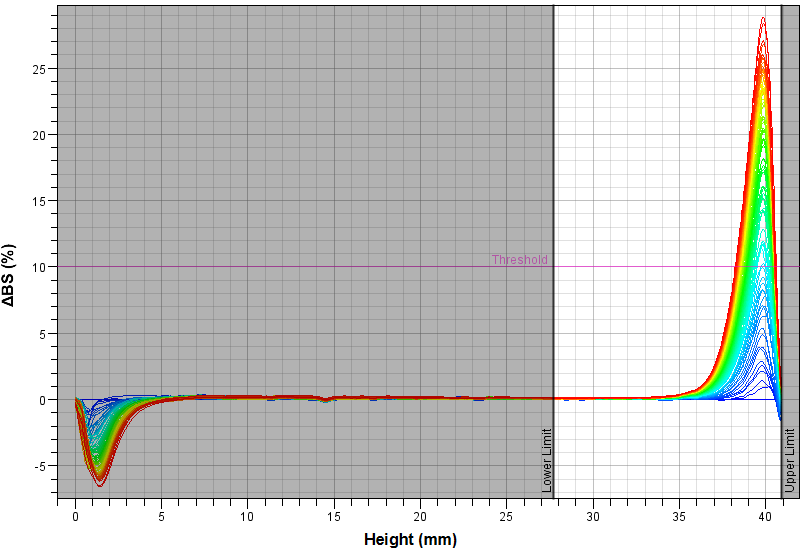 25
20
15
10
5
0
-5
ΔBS (%)
Threshold
Lower Limit
Upper Limit
0 5 10 15 20 25 30 35 40
Height (mm)